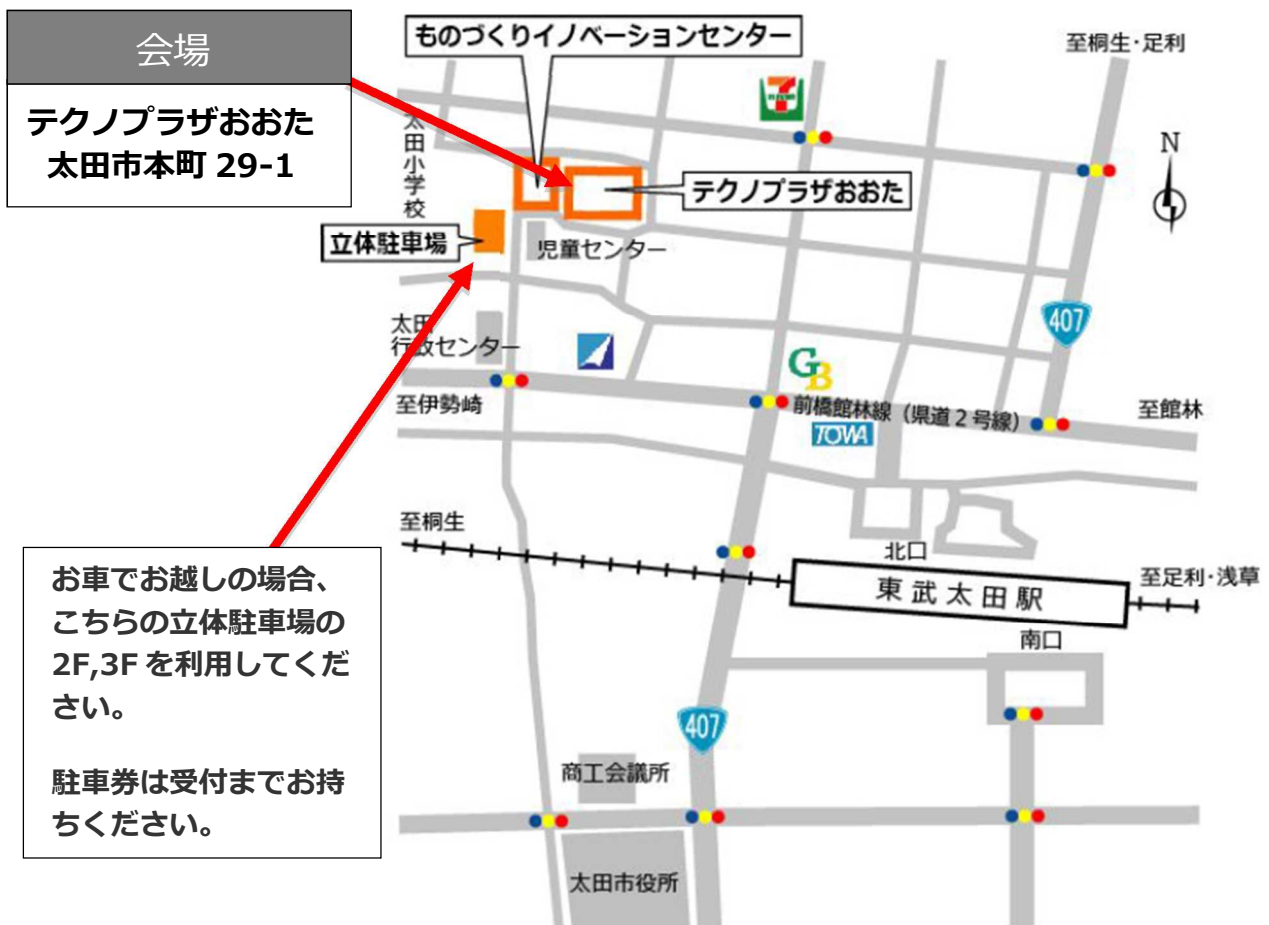 会場
テクノプラザおおた
太田市本町 29-1
ものづくりイノベーションセンター
至桐生・足利
7
ELEVEN
N
太田小学校
テクノプラザおおた
立体駐車場
児童センター
407
太田
行政センター
GB
至伊勢崎
前橋館林線（県道2号線）
至館林
TOWA
至桐生
北口
東武太田駅
至足利・浅草
南口
お車でお越しの場合、
こちらの立体駐車場の
2F,3F を利用してくだ
さい。
駐車券は受付までお持
ちください。
407
商工会議所
太田市役所